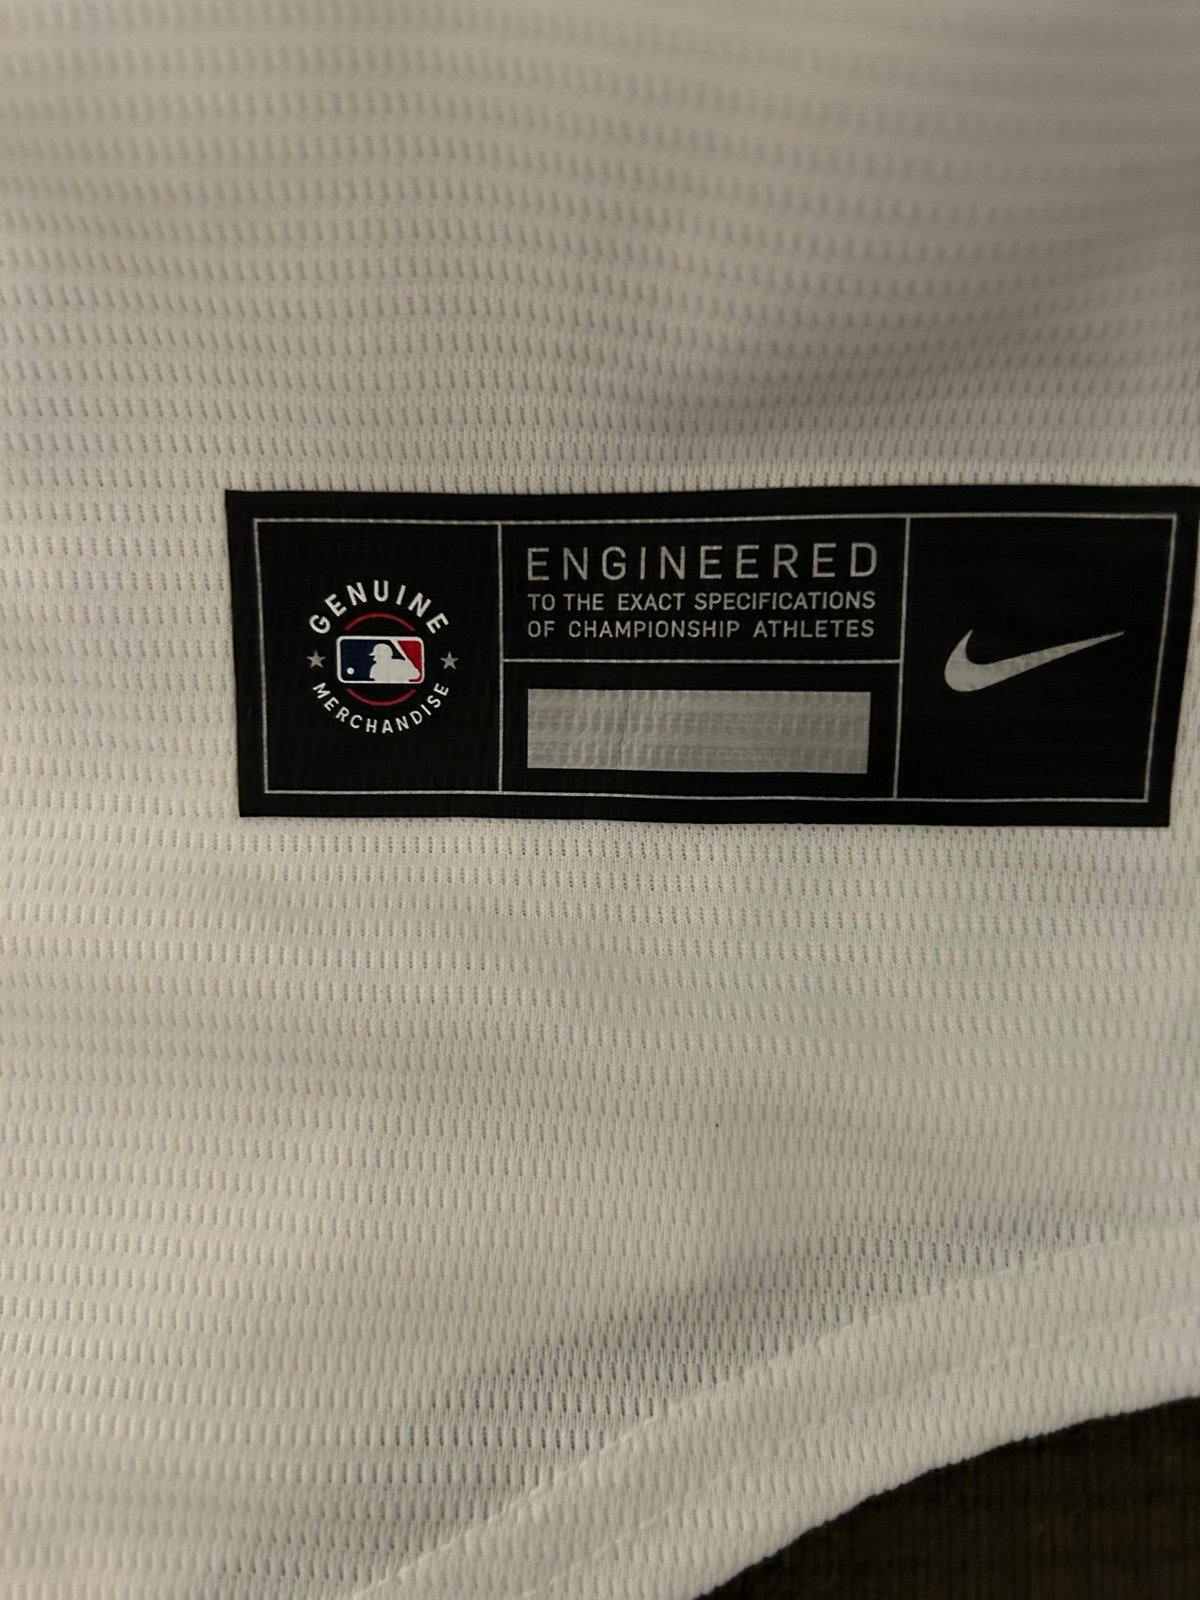 GENUINE
MERCHANDISE
ENGINEERED
TO THE EXACT SPECIFICATIONS
OF CHAMPIONSHIP ATHLETES